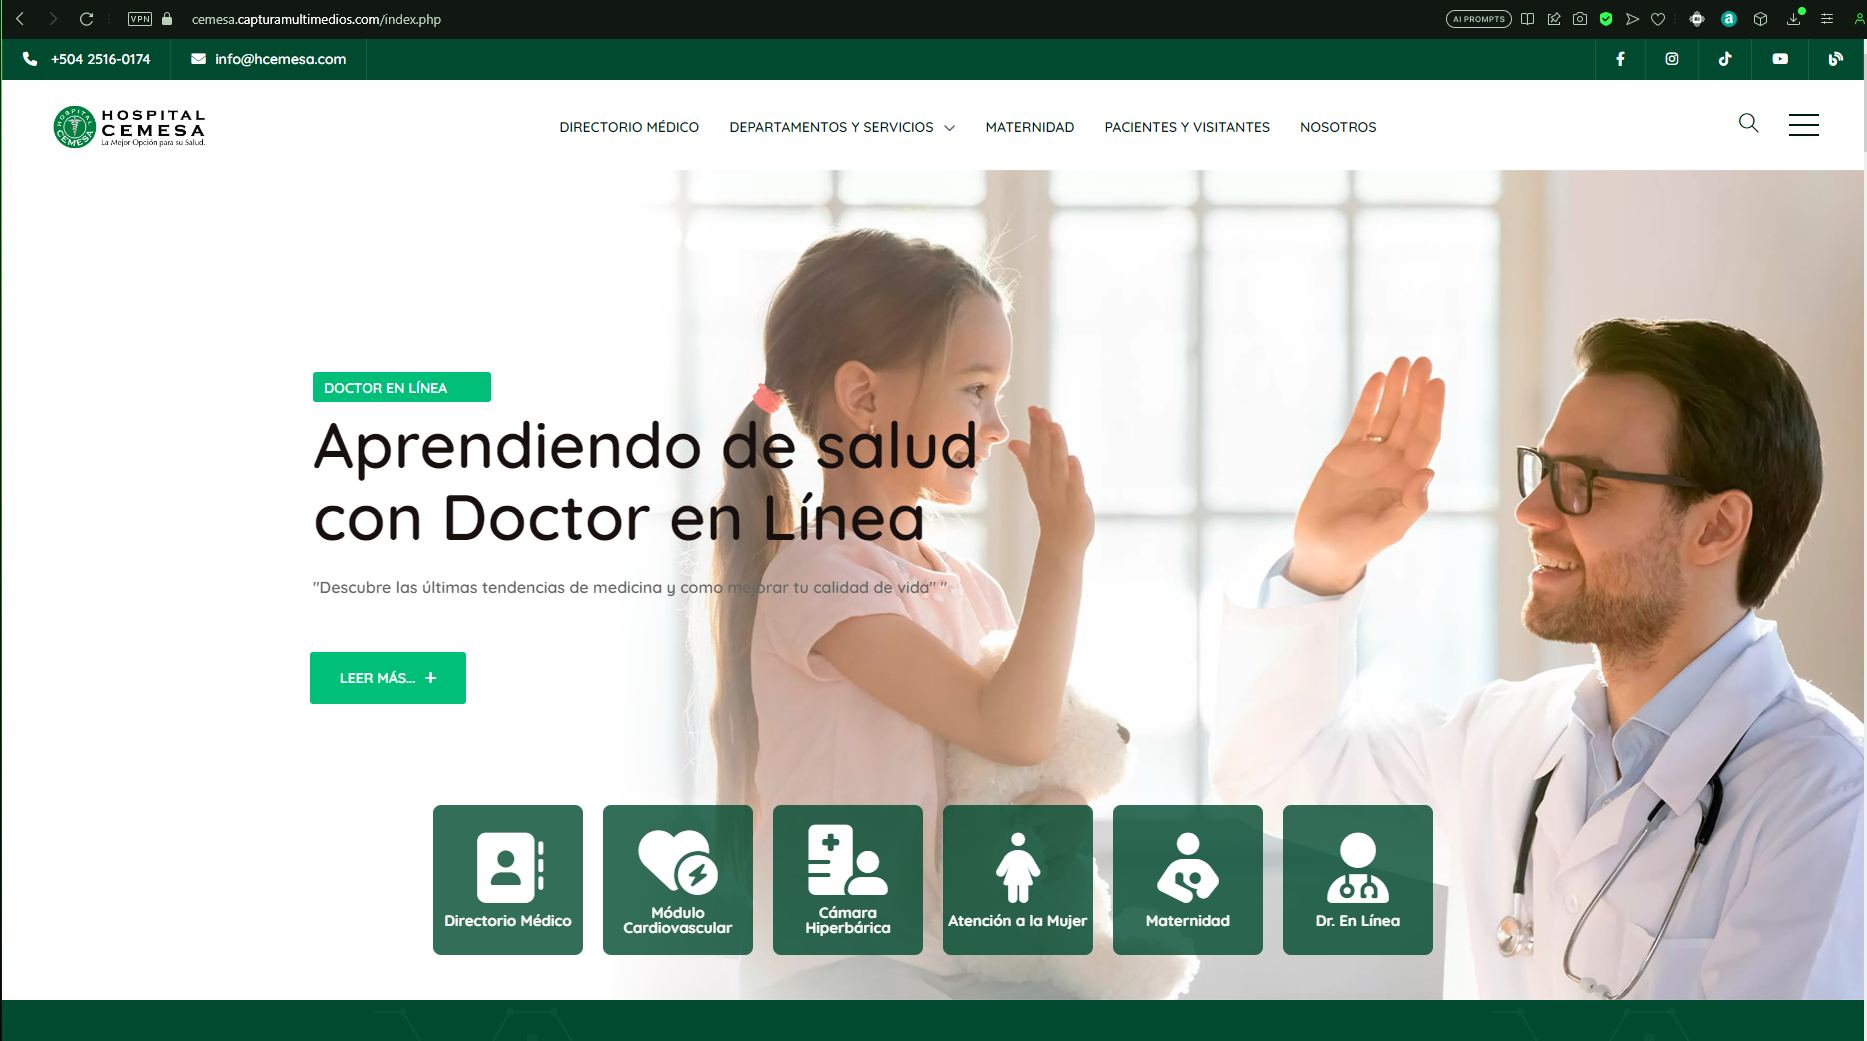 VPN
cemesa.capturamultimedios.com/index.php
AI PROMPTS
+504 2516-0174
info@hcemesa.com
HOSPITAL
CEMESA
La Mejor Opción para su Salud.
HOSPITAL
CEMESA
DIRECTORIO MÉDICO
DEPARTAMENTOS Y SERVICIOS
MATERNIDAD
PACIENTES Y VISITANTES
NOSOTROS
DOCTOR EN LÍNEA
Aprendiendo de salud
con Doctor en Línea
"Descubre las últimas tendencias de medicina y como mejorar tu calidad de vida" "
LEER MÁS... +
Directorio Médico
Módulo
Cardiovascular
Cámara
Hiperbárica
Atención a la Mujer
Maternidad
Dr. En Línea